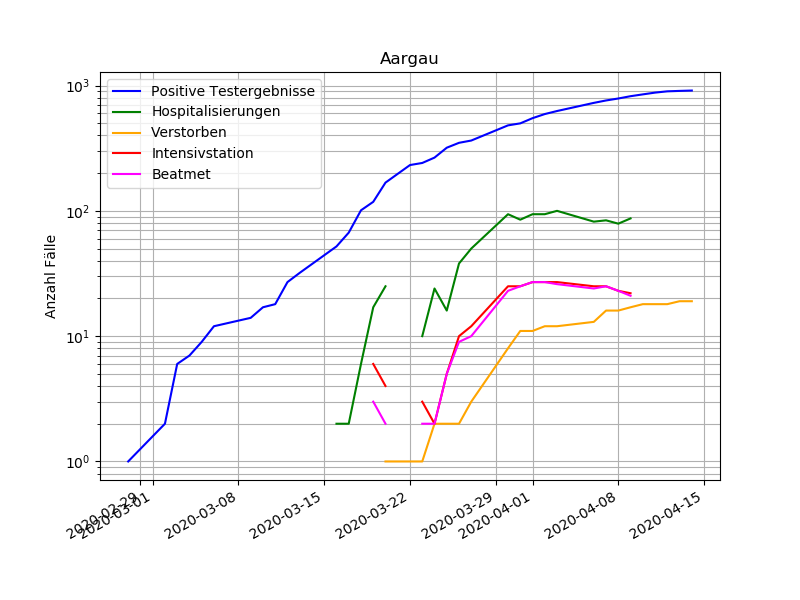 Aargau
Positive Testergebnisse
Hospitalisierungen
Verstorben
Intensivstation
Beatmet
Anzahl Fälle
10³
10²
10¹
10⁰
2020-02-29
2020-03-01
2020-03-08
2020-03-15
2020-03-22
2020-03-29
2020-04-01
2020-04-08
2020-04-15